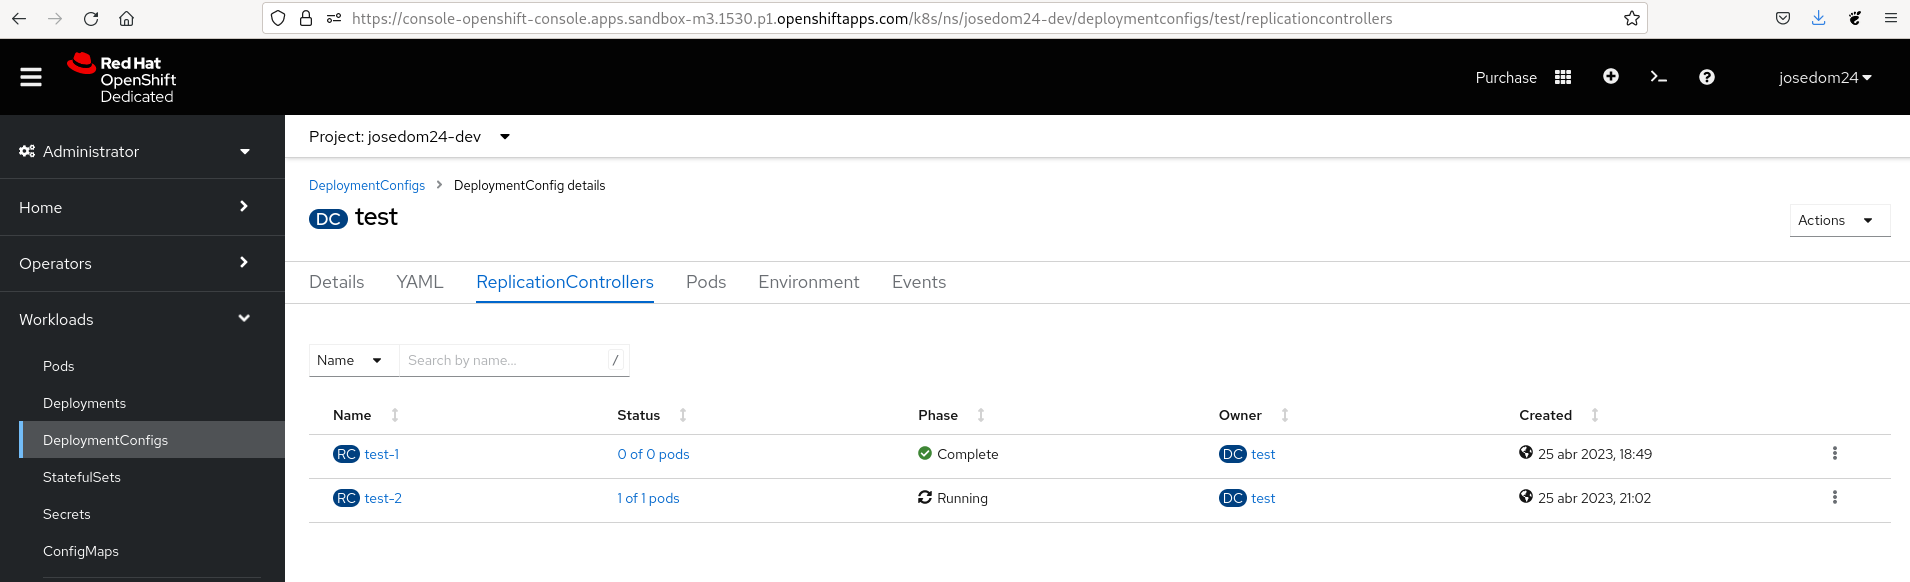 https://console-openshift-console.apps.sandbox-m3.1530.p1.openshiftapps.com/k8s/ns/josedom24-dev/deploymentconfigs/test/replicationcontrollers
Red Hat
OpenShift
Dedicated
Purchase
josedom24
Administrator
Home
Operators
Workloads
Pods
Deployments
DeploymentConfigs
StatefulSets
Secrets
ConfigMaps
Project: josedom24-dev
DeploymentConfigs > DeploymentConfig details
DC test
Actions
Details YAML ReplicationControllers Pods Environment Events
Name Search by name... /
Name Status Phase Owner Created
RC test-1 0 of 0 pods Complete DC test 25 abr 2023, 18:49
RC test-2 1 of 1 pods Running DC test 25 abr 2023, 21:02